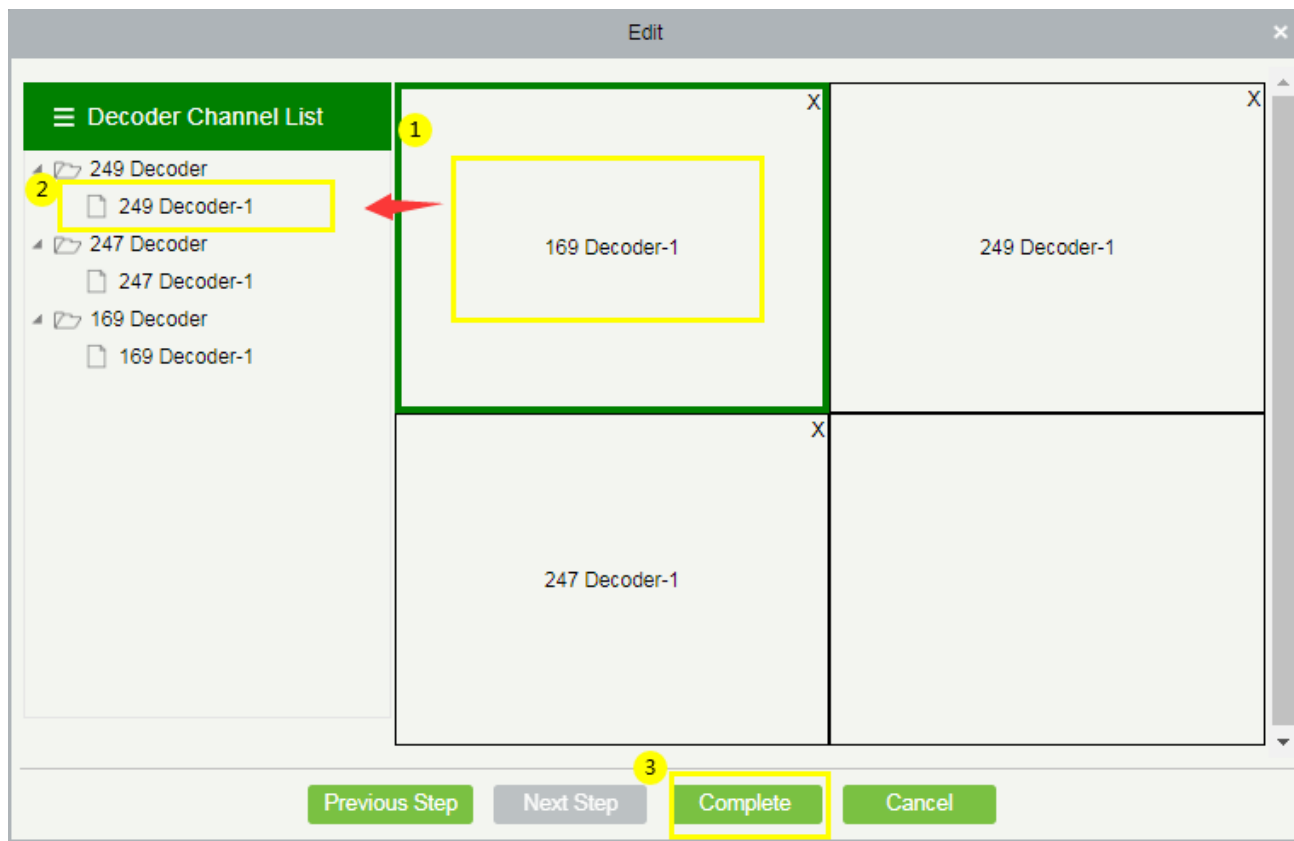 Edit
×
☰ Decoder Channel List
249 Decoder
2
249 Decoder-1
247 Decoder
247 Decoder-1
169 Decoder
169 Decoder-1
1
X
169 Decoder-1
X
249 Decoder-1
X
247 Decoder-1
3
Previous Step
Next Step
Complete
Cancel